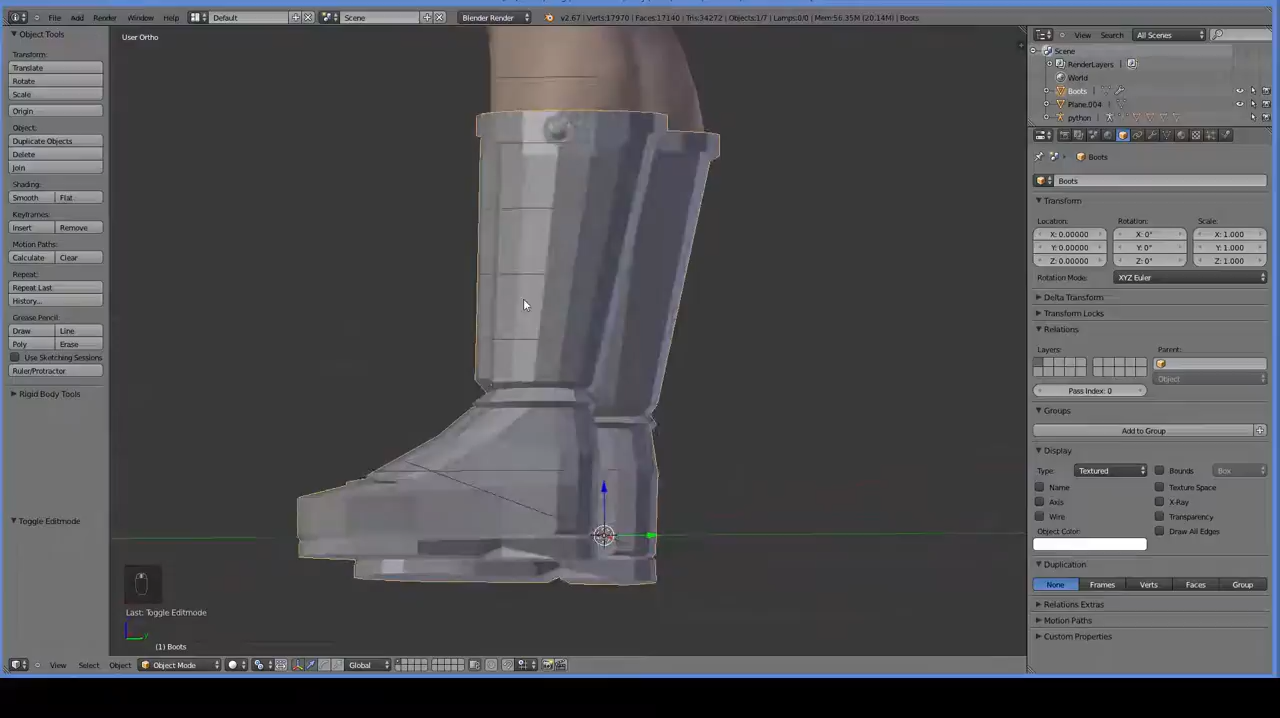 File Add Render Window Help Default Scene Blender Render v2.67 | Verts:17970 | Faces:17140 | Tris:34272 | Objects:1/7 | Lamps:0/0 | Mem:56.35M (20.14M) | Boots
Object Tools
Transform:
Translate
Rotate
Scale
Origin
Object:
Duplicate Objects
Delete
Join
Shading:
Smooth Flat
Keyframes:
Insert Remove
Motion Paths:
Calculate Clear
Repeat:
Repeat Last
History...
Grease Pencil:
Draw Line
Poly Erase
Use Sketching Sessions
Ruler/Protractor
Rigid Body Tools
Toggle Editmode
User Ortho
Last: Toggle Editmode
(1) Boots
View Select Object Object Mode Global
View Search All Scenes
Scene
RenderLayers
World
Boots
Plane.004
python
Boots
Boots
Transform
Location: Rotation: Scale:
X: 0.00000 X: 0° X: 1.000
Y: 0.00000 Y: 0° Y: 1.000
Z: 0.00000 Z: 0° Z: 1.000
Rotation Mode: XYZ Euler
Delta Transform
Transform Locks
Relations
Layers: Parent:
Object
Pass Index: 0
Groups
Add to Group
Display
Type: Textured Bounds Box
Name Texture Space
Axis X-Ray
Wire Transparency
Object Color: Draw All Edges
Duplication
None Frames Verts Faces Group
Relations Extras
Motion Paths
Custom Properties